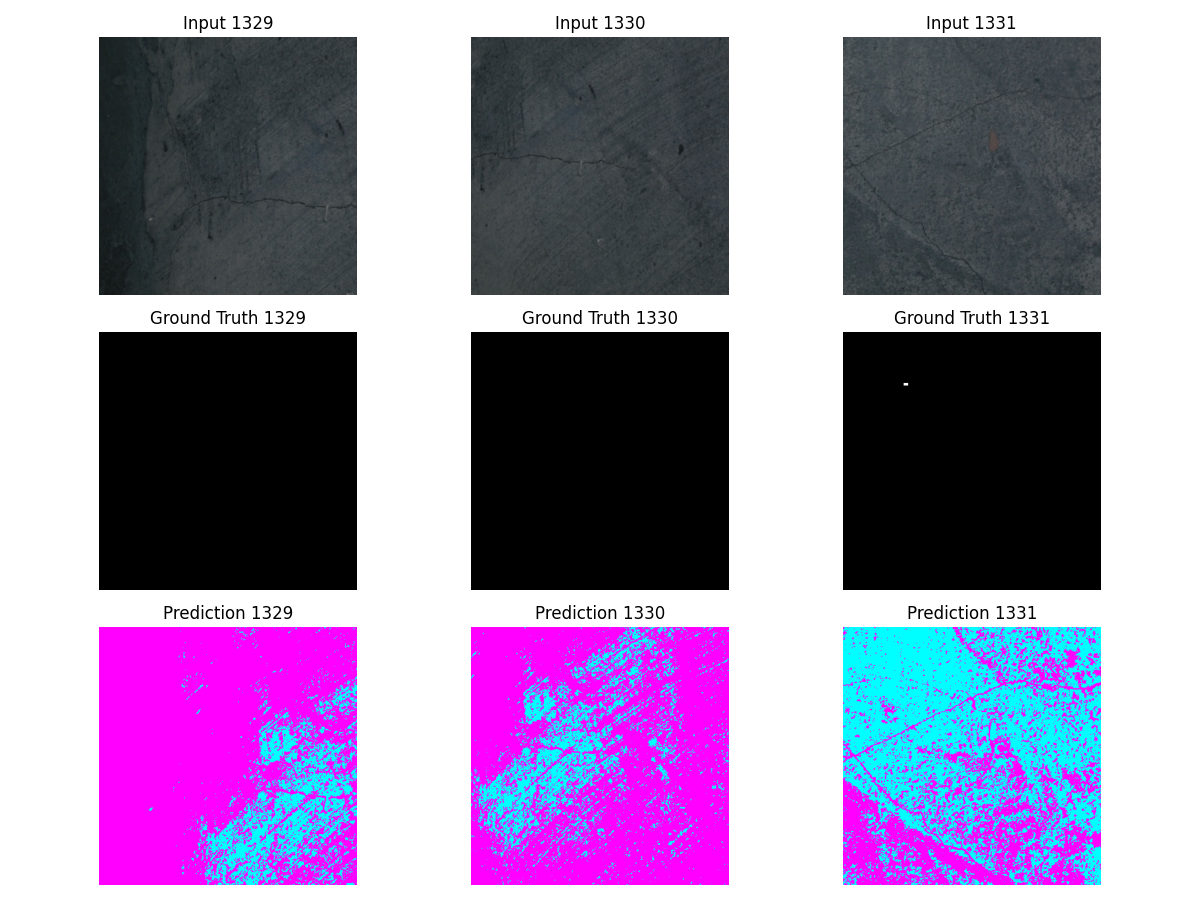 Input 1329
Input 1330
Input 1331
Ground Truth 1329
Ground Truth 1330
Ground Truth 1331
Prediction 1329
Prediction 1330
Prediction 1331